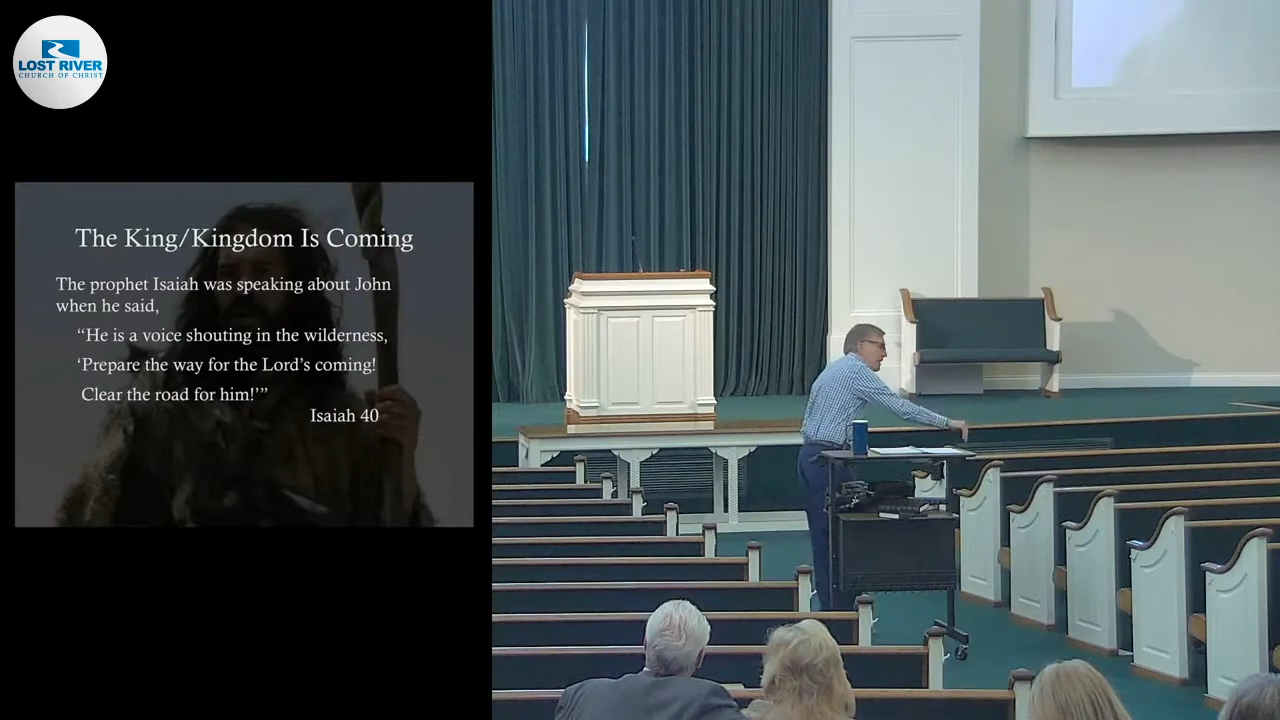 LOST RIVER
CHURCH OF CHRIST
The King/Kingdom Is Coming
The prophet Isaiah was speaking about John
when he said,
“He is a voice shouting in the wilderness,
‘Prepare the way for the Lord’s coming!
Clear the road for him!’”
Isaiah 40